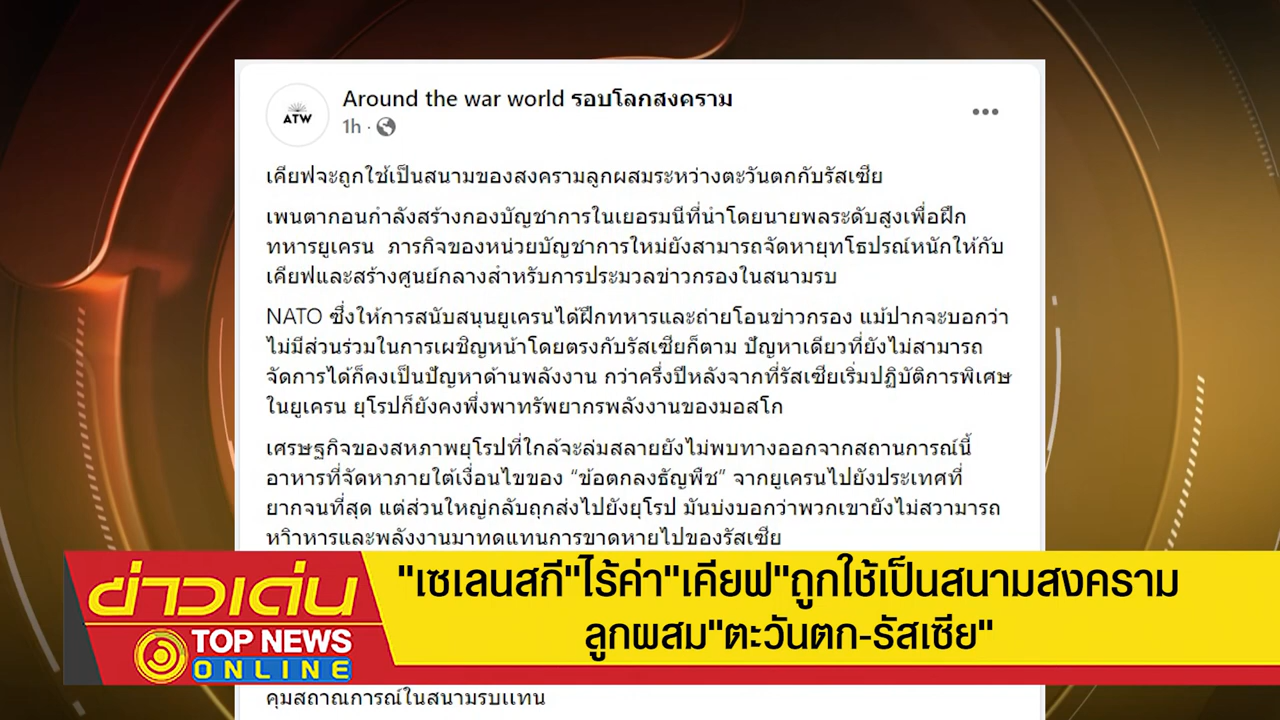 Around the war world รอบโลกสงคราม
ATW
1h ·
เคียฟจะถูกใช้เป็นสนามของสงครามลูกผสมระหว่างตะวันตกกับรัสเซีย
เพนตากอนกำลังสร้างกองบัญชาการในเยอรมนีที่นำโดยนายพลระดับสูงเพื่อฝึก
ทหารยูเครน ภารกิจของหน่วยบัญชาการใหม่ยังสามารถจัดหายุทโธปรณ์หนักให้กับ
เคียฟและสร้างศูนย์กลางสำหรับการประมวลข่าวกรองในสนามรบ
NATO ซึ่งให้การสนับสนุนยูเครนได้ฝึกทหารและถ่ายโอนข่าวกรอง แม้ปากจะบอกว่า
ไม่มีส่วนร่วมในการเผชิญหน้าโดยตรงกับรัสเซียก็ตาม ปัญหาเดียวที่ยังไม่สามารถ
จัดการได้ก็คงเป็นปัญหาด้านพลังงาน กว่าครึ่งปีหลังจากที่รัสเซียเริ่มปฏิบัติการพิเศษ
ในยูเครน ยุโรปก็ยังคงพึ่งพาทรัพยากรพลังงานของมอสโก
เศรษฐกิจของสหภาพยุโรปที่ใกล้จะล่มสลายยังไม่พบทางออกจากสถานการณ์นี้
อาหารที่จัดหาภายใต้เงื่อนไขของ “ข้อตกลงธัญพืช” จากยูเครนไปยังประเทศที่
ยากจนที่สุด แต่ส่วนใหญ่กลับถุกส่งไปยังยุโรป มันบ่งบอกว่าพวกเขายังไม่สวามารถ
หวิาหารและพลังงานมาทดแทนการขาดหายไปของรัสเซีย
ข่าวเด่น
TOP NEWS
ONLINE
"เซเลนสกี"ไร้ค่า"เคียฟ"ถูกใช้เป็นสนามสงคราม
ลูกผสม"ตะวันตก-รัสเซีย"
คุมสถาณการณ์ในสนามรบแทน